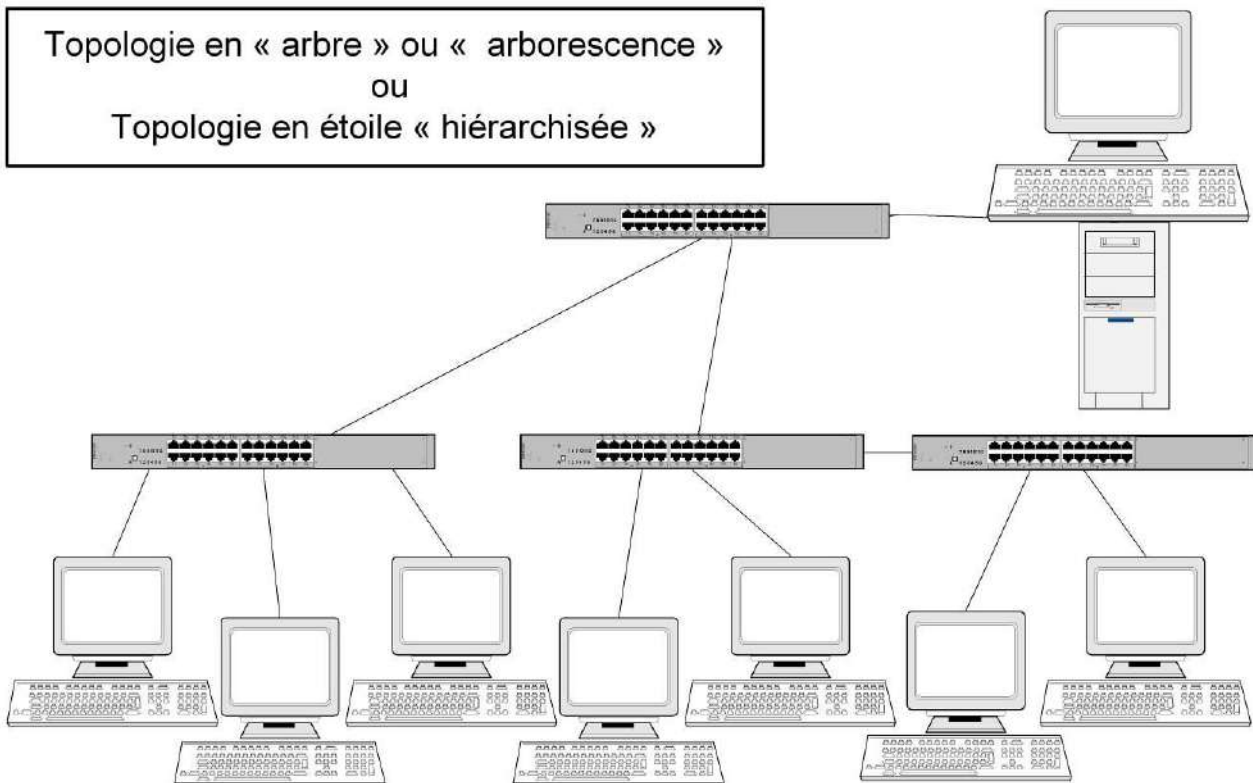 Topologie en « arbre » ou « arborescence »
ou
Topologie en étoile « hiérarchisée »